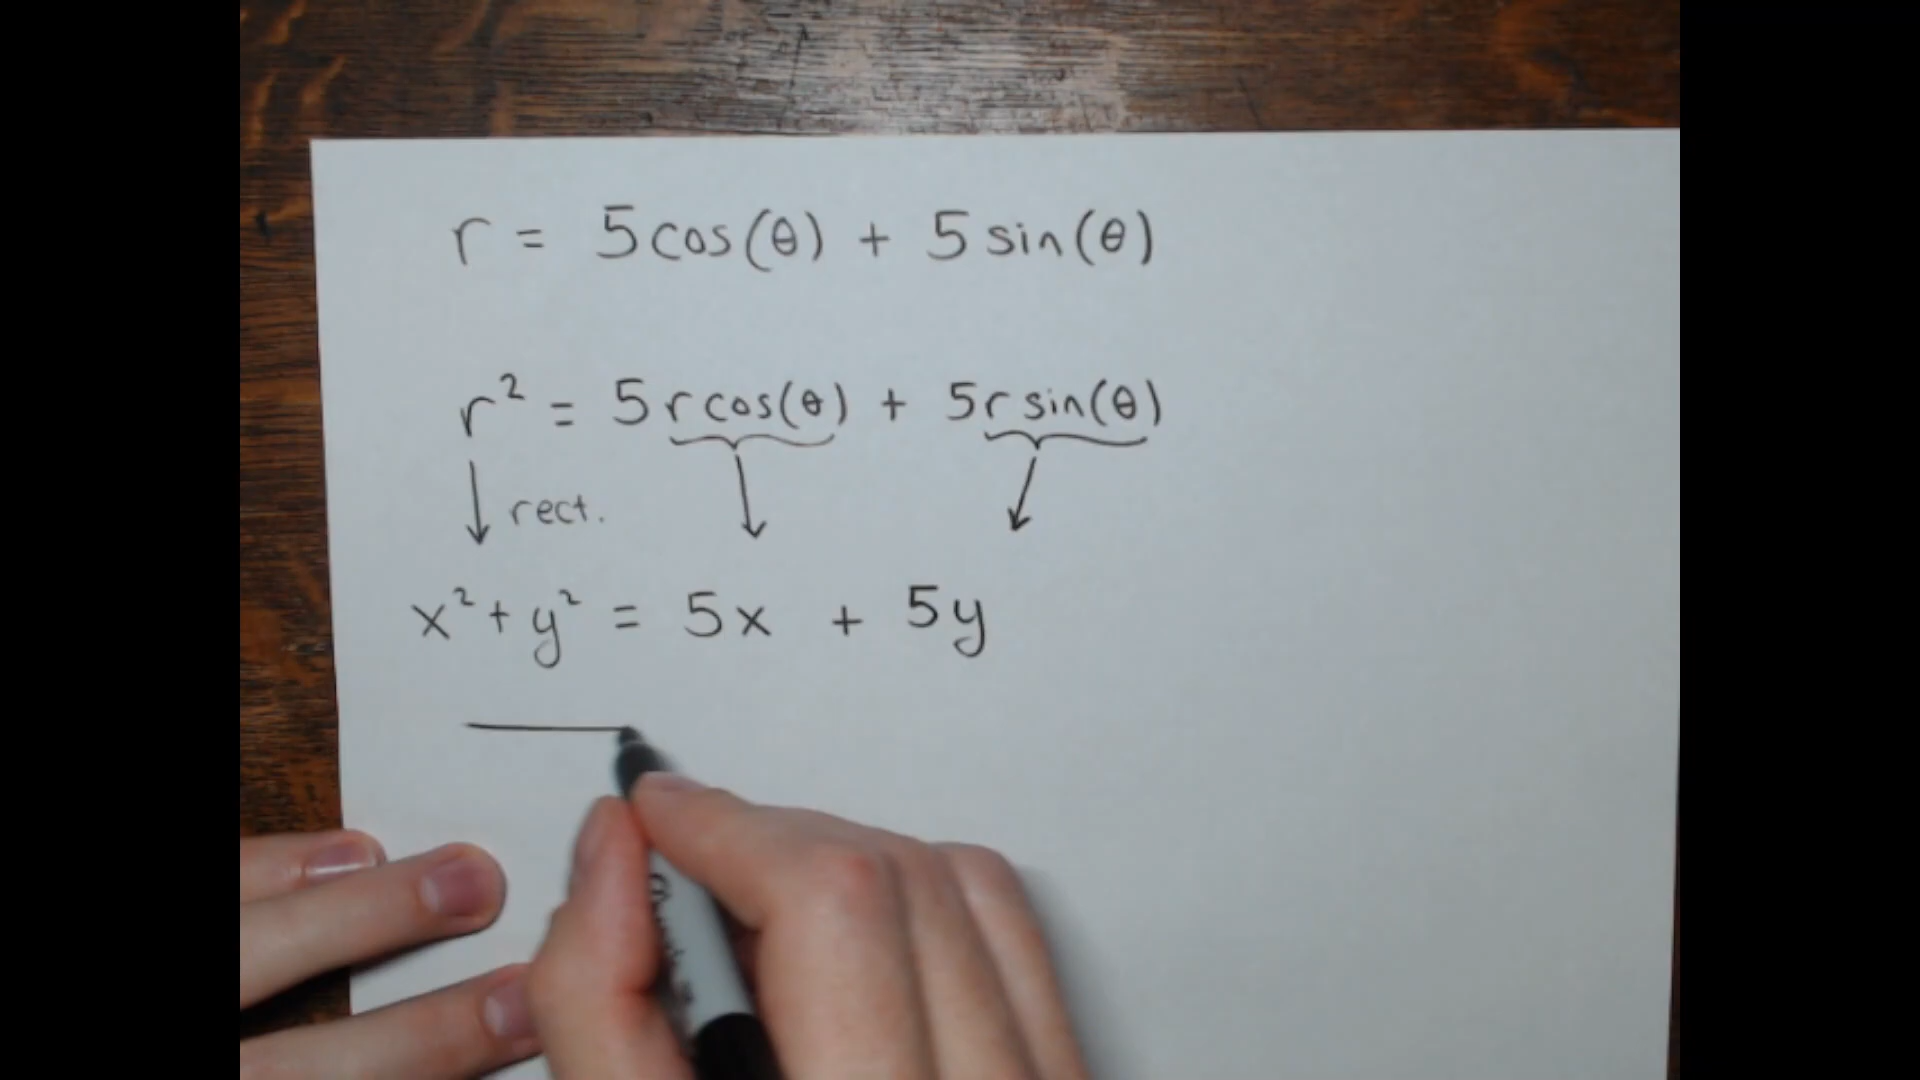 r = 5cos(θ) + 5sin(θ)
r² = 5rcos(θ) + 5rsin(θ)
rect.
x² + y² = 5x + 5y